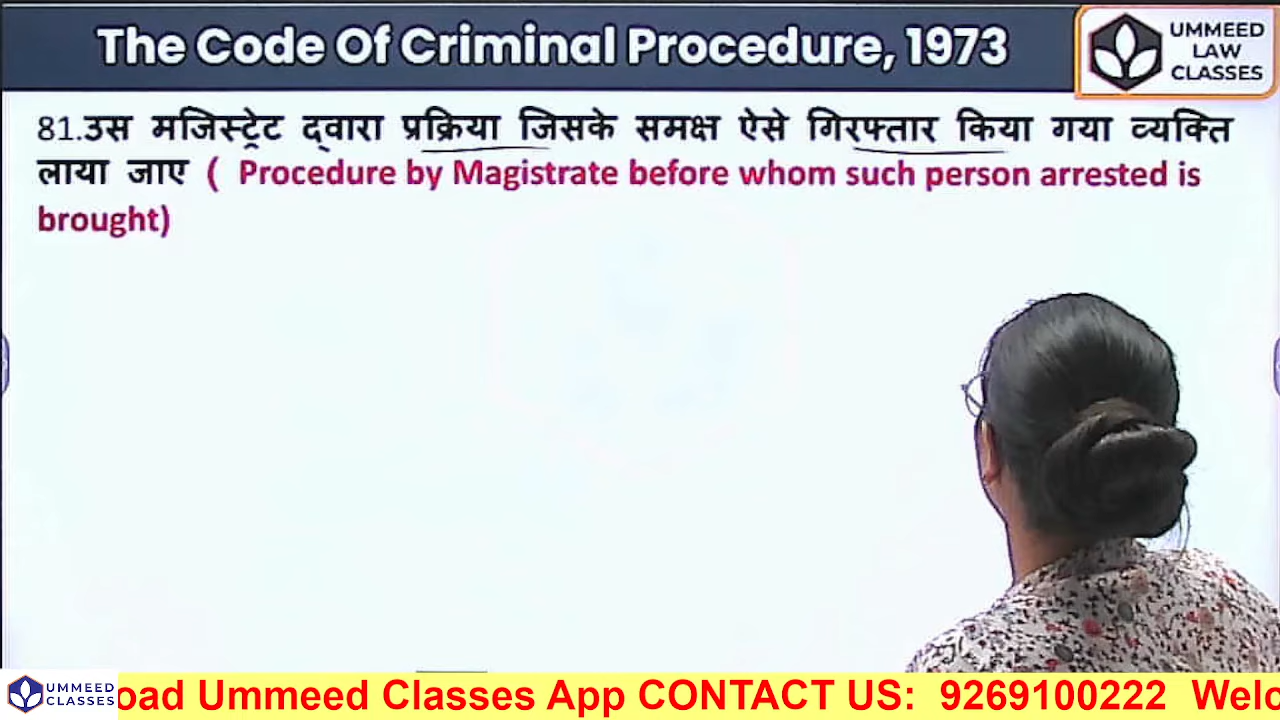 The Code Of Criminal Procedure, 1973
UMMEED
LAW
CLASSES
81.उस मजिस्ट्रेट द्वारा प्रक्रिया जिसके समक्ष ऐसे गिरफ्तार किया गया व्यक्ति
लाया जाए ( Procedure by Magistrate before whom such person arrested is
brought)
UMMEED
CLASSES
oad Ummeed Classes App CONTACT US: 9269100222 Welc